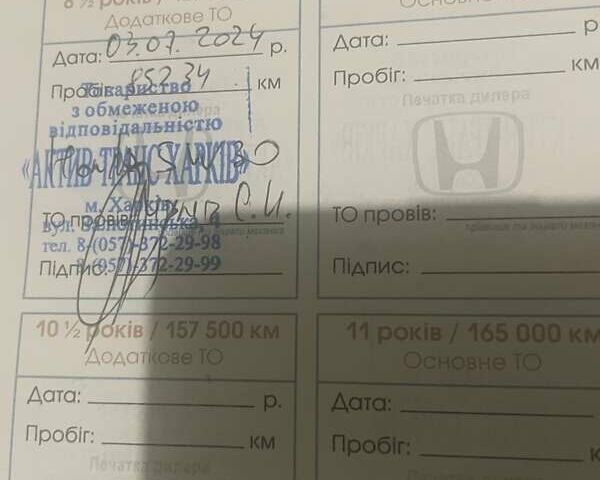 Додаткове ТО
Дата: 03.07. 2024 р.
Пробіг: 85234 км
Товариство
з обмеженою
відповідальністю
«АКТИВ ТРАНС ХАРКІВ»
м. Харків
ТО провів: С.И.
тел. 8-(057)-372-29-98
8-(057)-372-29-99
Підпис:
Основне ТО
Дата: р.
Пробіг: км
Печатка дилера
ТО провів:
Підпис:
10 ½ років / 157 500 км
Додаткове ТО
Дата: р.
Пробіг: км
Печатка дилера
11 років / 165 000 км
Основне ТО
Дата:
Пробіг: